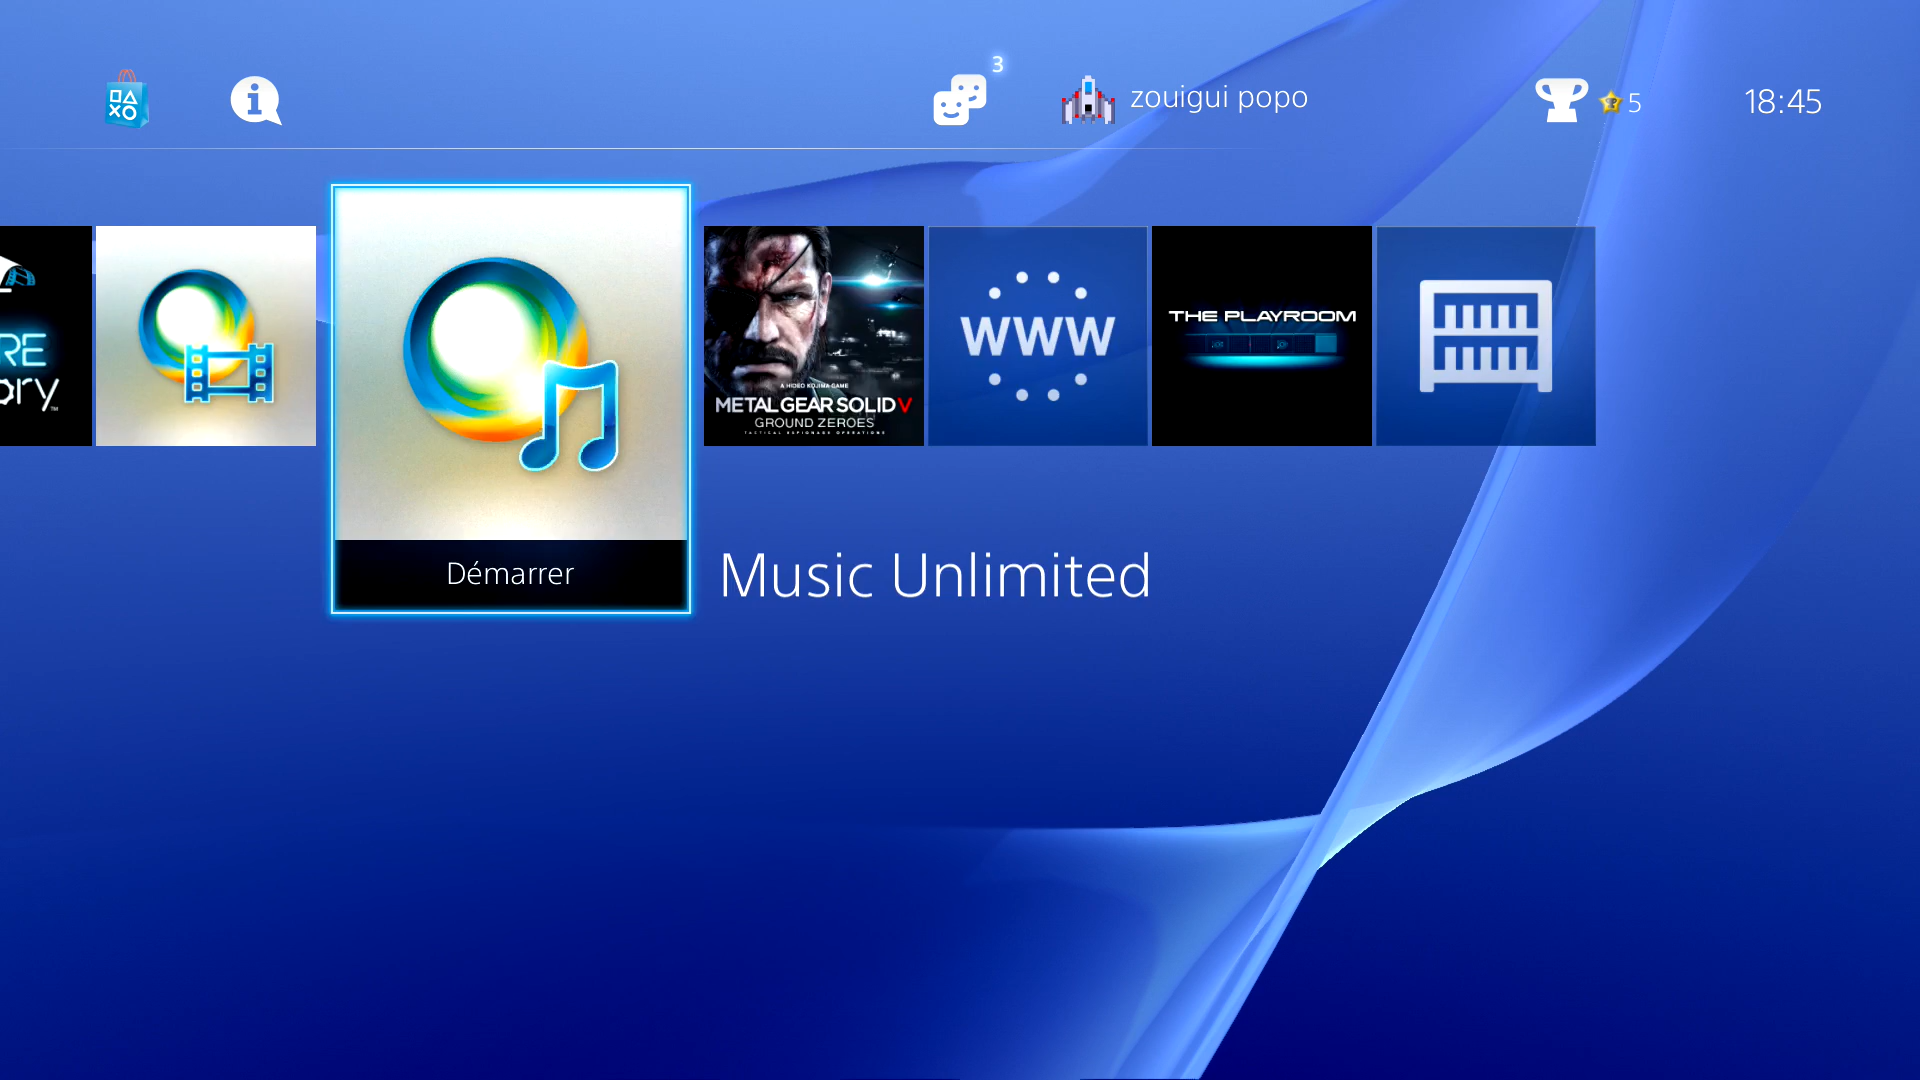 3
zouigui popo
5
18:45
RE
ory
TM
A HIDEO KOJIMA GAME
METAL GEAR SOLID V
GROUND ZEROES
TACTICAL ESPIONAGE OPERATIONS
WWW
THE PLAYROOM
Démarrer
Music Unlimited